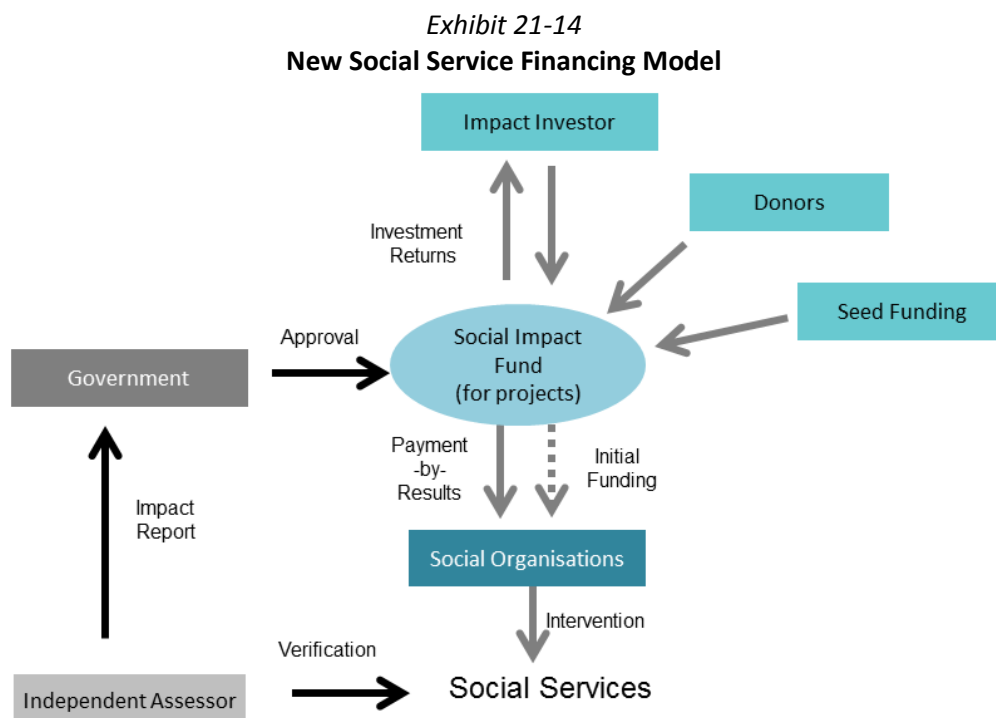 Exhibit 21-14
New Social Service Financing Model
Impact Investor
Donors
Investment
Returns
Seed Funding
Approval
Social Impact
Fund
(for projects)
Government
Payment
-by-
Results
Initial
Funding
Impact
Report
Social Organisations
Intervention
Verification
Social Services
Independent Assessor